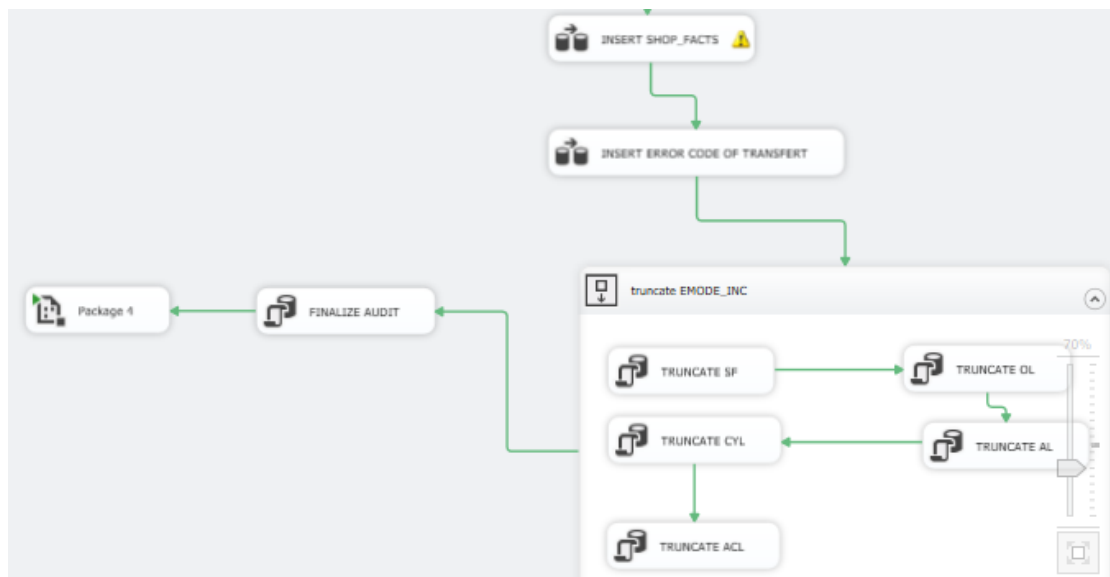 INSERT SHOP_FACTS
INSERT ERROR CODE OF TRANSFERT
truncate EMODE_INC
Package 4
FINALIZE AUDIT
70%
TRUNCATE SF
TRUNCATE OL
TRUNCATE CYL
TRUNCATE AL
TRUNCATE ACL